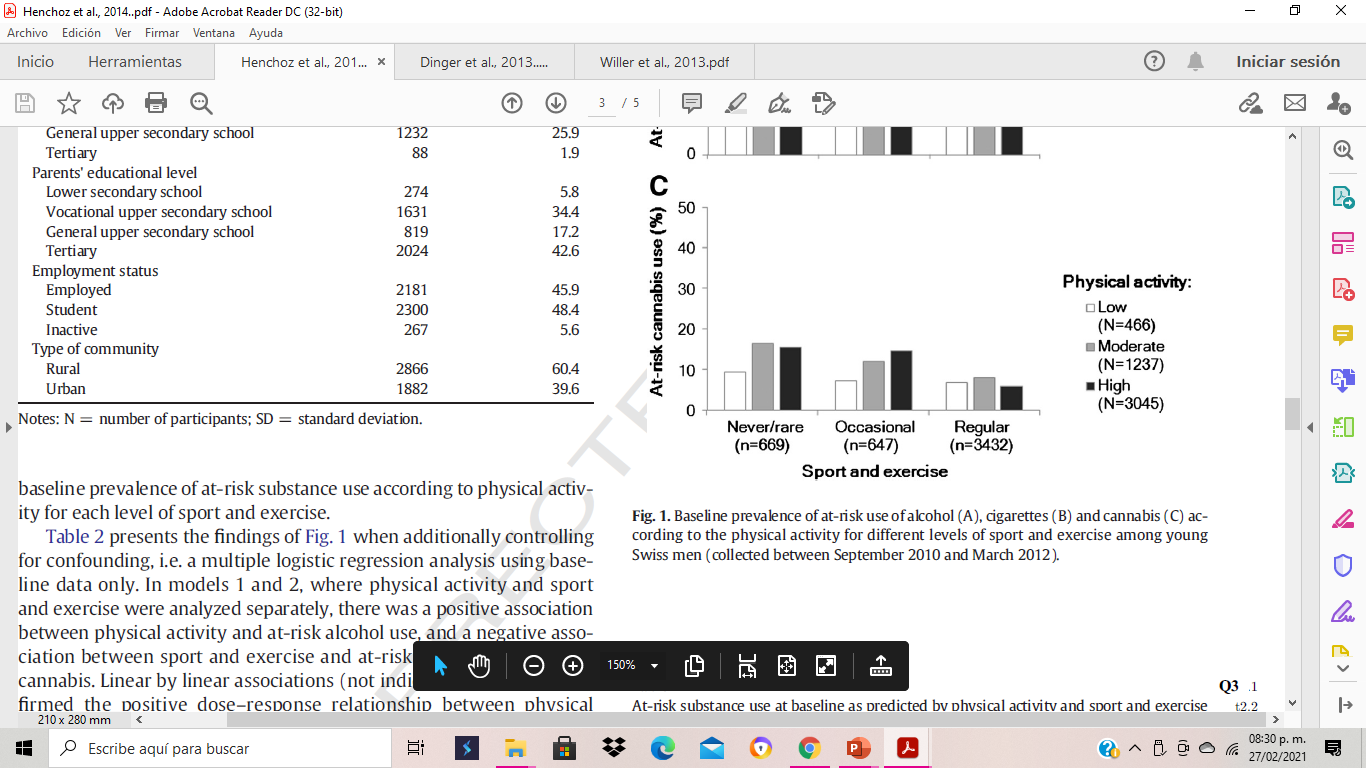 Henchoz et al., 2014..pdf - Adobe Acrobat Reader DC (32-bit)
Archivo Edición Ver Firmar Ventana Ayuda
Inicio Herramientas Henchoz et al., 201... × Dinger et al., 2013..... Willer et al., 2013.pdf Iniciar sesión
3 / 5
General upper secondary school 1232 25.9
Tertiary 88 1.9
Parents' educational level
Lower secondary school 274 5.8
Vocational upper secondary school 1631 34.4
General upper secondary school 819 17.2
Tertiary 2024 42.6
Employment status
Employed 2181 45.9
Student 2300 48.4
Inactive 267 5.6
Type of community
Rural 2866 60.4
Urban 1882 39.6
Notes: N = number of participants; SD = standard deviation.
baseline prevalence of at-risk substance use according to physical activ-
ity for each level of sport and exercise.
Table 2 presents the findings of Fig. 1 when additionally controlling
for confounding, i.e. a multiple logistic regression analysis using base-
line data only. In models 1 and 2, where physical activity and sport
and exercise were analyzed separately, there was a positive association
between physical activity and at-risk alcohol use, and a negative asso-
ciation between sport and exercise and at-risk
cannabis. Linear by linear associations (not indi
firmed the positive dose–response relationship between physical
At-
0
C
At-risk cannabis use (%)
50
40
30
20
10
0
Never/rare Occasional Regular
(n=669) (n=647) (n=3432)
Sport and exercise
Physical activity:
Low
(N=466)
Moderate
(N=1237)
High
(N=3045)
Fig. 1. Baseline prevalence of at-risk use of alcohol (A), cigarettes (B) and cannabis (C) ac-
cording to the physical activity for different levels of sport and exercise among young
Swiss men (collected between September 2010 and March 2012).
RECT
150%
Q3 .1
At-risk substance use at baseline as predicted by physical activity and sport and exercise t2.2
210 x 280 mm
Escribe aquí para buscar
08:30 p. m.
27/02/2021